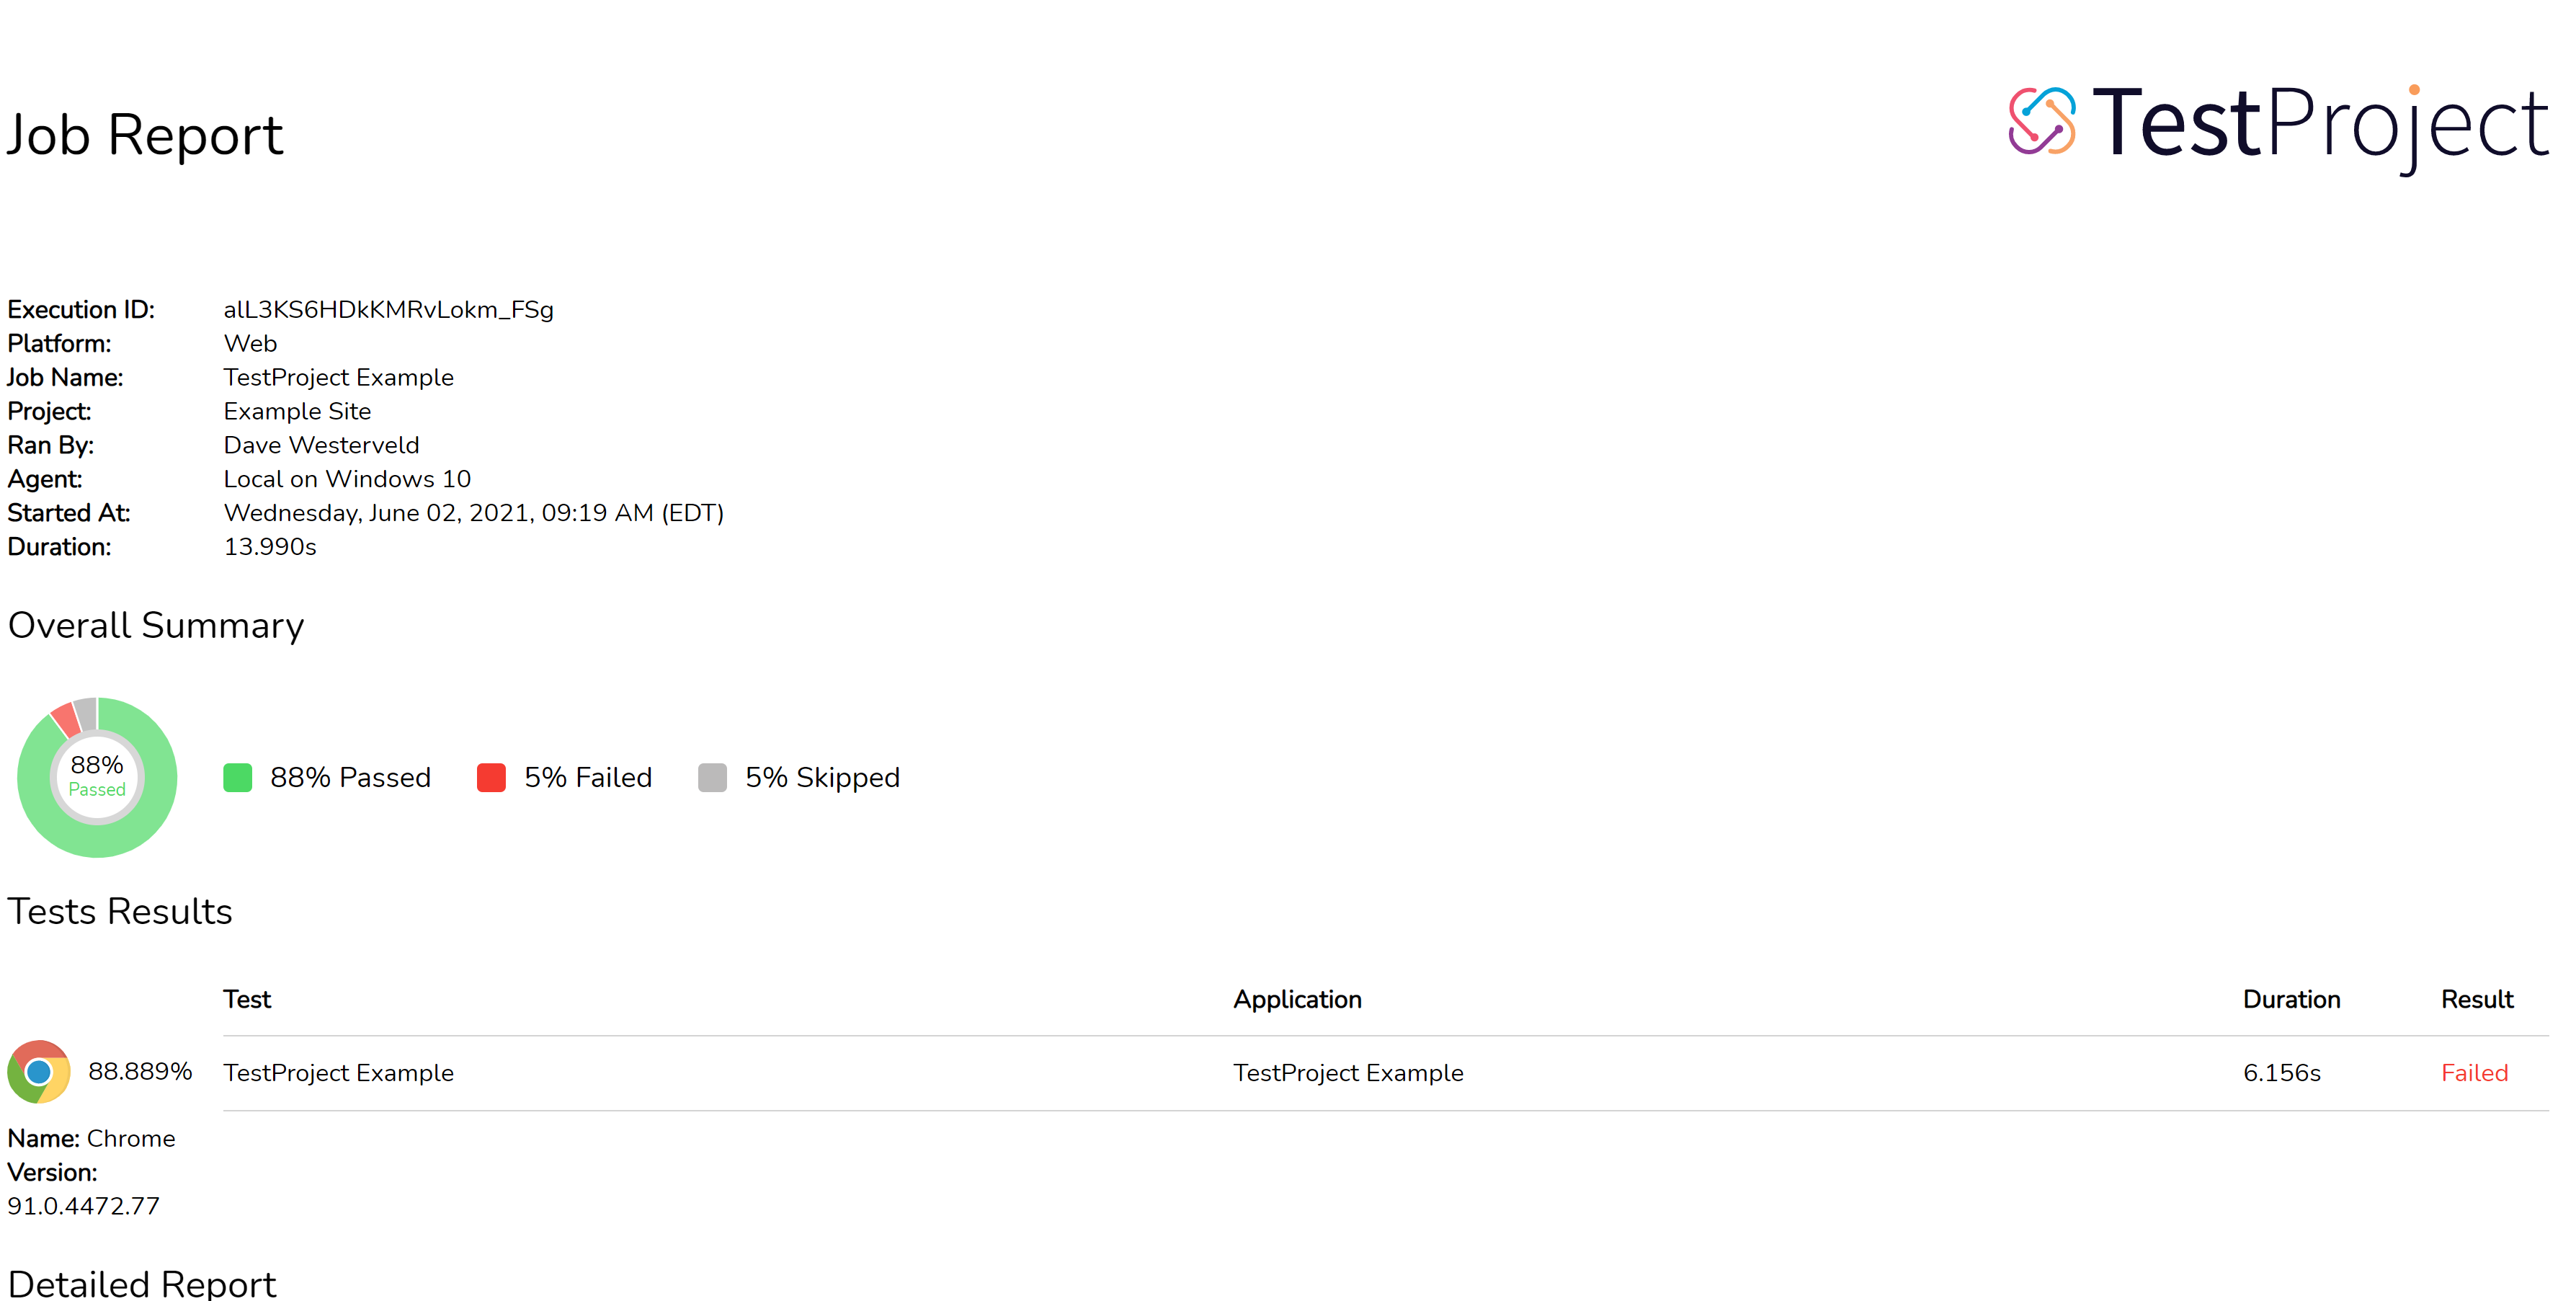 Job Report
TestProject
Execution ID: alL3KS6HDkKMRvLokm_FSg
Platform: Web
Job Name: TestProject Example
Project: Example Site
Ran By: Dave Westerveld
Agent: Local on Windows 10
Started At: Wednesday, June 02, 2021, 09:19 AM (EDT)
Duration: 13.990s
Overall Summary
88%
Passed
88% Passed 5% Failed 5% Skipped
Tests Results
Test Application Duration Result
88.889% TestProject Example TestProject Example 6.156s Failed
Name: Chrome
Version:
91.0.4472.77
Detailed Report